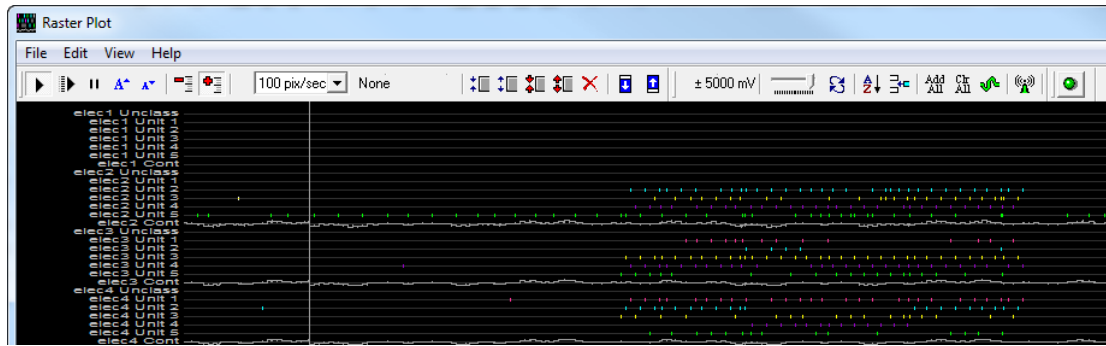 Raster Plot
File Edit View Help
100 pix/sec None ± 5000 mV Add All Clr All
elec1 Unclass
elec1 Unit 1
elec1 Unit 2
elec1 Unit 3
elec1 Unit 4
elec1 Unit 5
elec1 Cont
elec2 Unclass
elec2 Unit 1
elec2 Unit 2
elec2 Unit 3
elec2 Unit 4
elec2 Unit 5
elec2 Cont
elec3 Unclass
elec3 Unit 1
elec3 Unit 2
elec3 Unit 3
elec3 Unit 4
elec3 Unit 5
elec3 Cont
elec4 Unclass
elec4 Unit 1
elec4 Unit 2
elec4 Unit 3
elec4 Unit 4
elec4 Unit 5
elec4 Cont